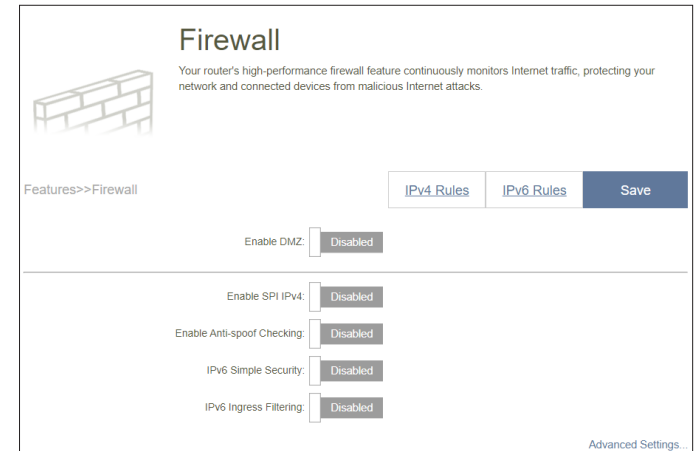 Firewall
Your router's high-performance firewall feature continuously monitors Internet traffic, protecting your
network and connected devices from malicious Internet attacks.
Features>>Firewall
IPv4 Rules
IPv6 Rules
Save
Enable DMZ: Disabled
Enable SPI IPv4: Disabled
Enable Anti-spoof Checking: Disabled
IPv6 Simple Security: Disabled
IPv6 Ingress Filtering: Disabled
Advanced Settings...